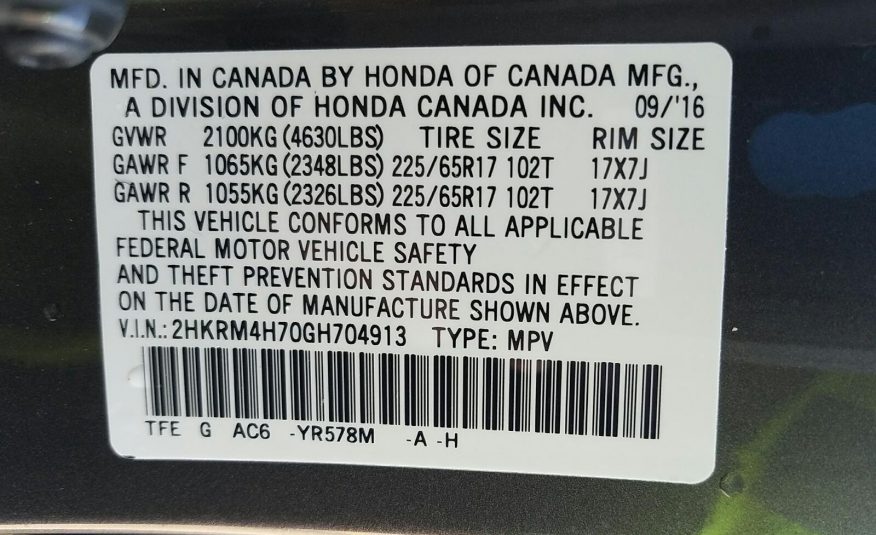 MFD. IN CANADA BY HONDA OF CANADA MFG.,
A DIVISION OF HONDA CANADA INC. 09/'16
GVWR 2100KG (4630LBS) TIRE SIZE RIM SIZE
GAWR F 1065KG (2348LBS) 225/65R17 102T 17X7J
GAWR R 1055KG (2326LBS) 225/65R17 102T 17X7J
THIS VEHICLE CONFORMS TO ALL APPLICABLE
FEDERAL MOTOR VEHICLE SAFETY
AND THEFT PREVENTION STANDARDS IN EFFECT
ON THE DATE OF MANUFACTURE SHOWN ABOVE.
V.I.N.: 2HKRM4H70GH704913 TYPE: MPV
TFE G AC6 -YR578M -A -H